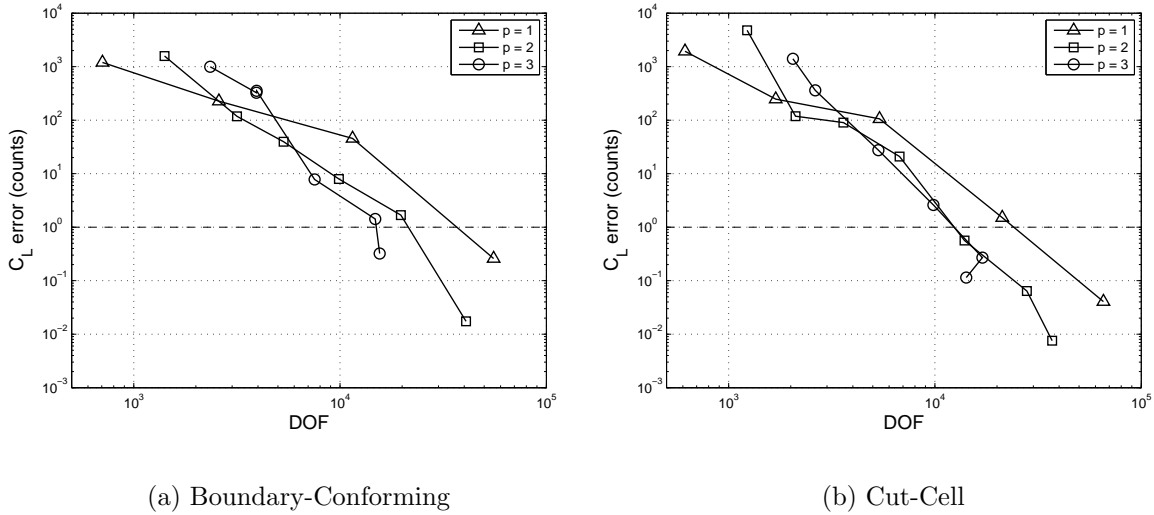 10^4
10^3
10^2
10^1
10^0
10^-1
10^-2
10^-3
C_L error (counts)
10^3
10^4
10^5
DOF
p = 1
p = 2
p = 3
(a) Boundary-Conforming
10^4
10^3
10^2
10^1
10^0
10^-1
10^-2
10^-3
C_L error (counts)
10^3
10^4
10^5
DOF
p = 1
p = 2
p = 3
(b) Cut-Cell